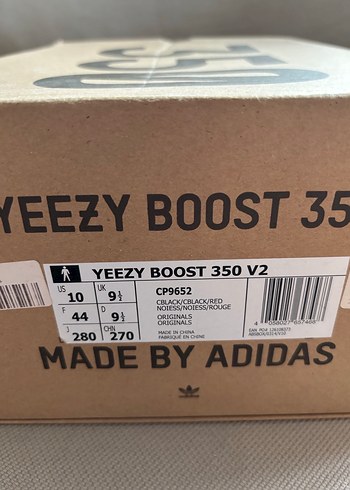 350
YEEZY BOOST 35
YEEZY BOOST 350 V2
US 10 UK 9½
F 44 D 9½
J 280 CHN 270
CP9652
CBLACK/CBLACK/RED
NOIESS/NOIESS/ROUGE
ORIGINALS
ORIGINALS
MADE IN CHINA
FABRIQUÉ EN CHINE
MADE BY ADIDAS